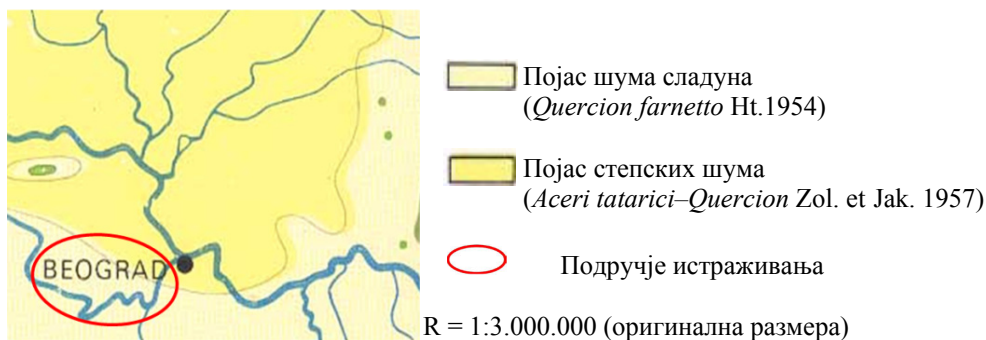 BEOGRAD
Појас шума сладуна
(Quercion farnetto Ht.1954)
Појас степских шума
(Aceri tatarici–Quercion Zol. et Jak. 1957)
Подручје истраживања
R = 1:3.000.000 (оригинална размера)